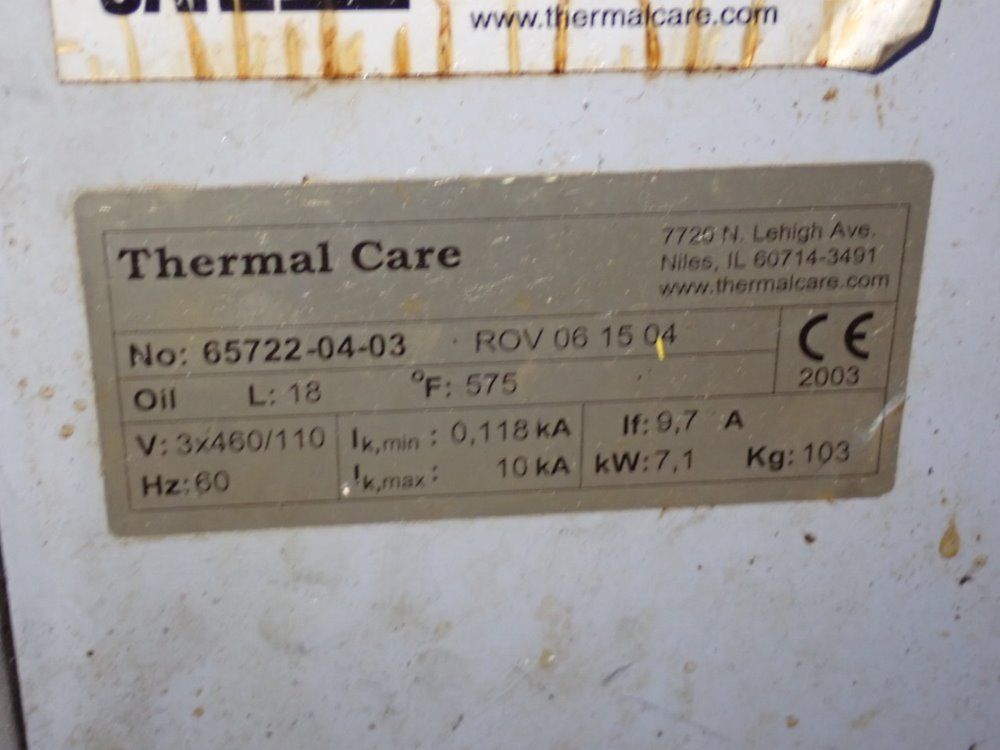 www.thermalcare.com
Thermal Care
7720 N. Lehigh Ave.
Niles, IL 60714-3491
www.thermalcare.com
No: 65722-04-03 ROV 06 15 04
CE
2003
Oil L: 18 °F: 575
V: 3x460/110
Hz: 60
Ik,min : 0,118 kA
Ik,max : 10 kA
If: 9,7 A
kW: 7,1 Kg: 103